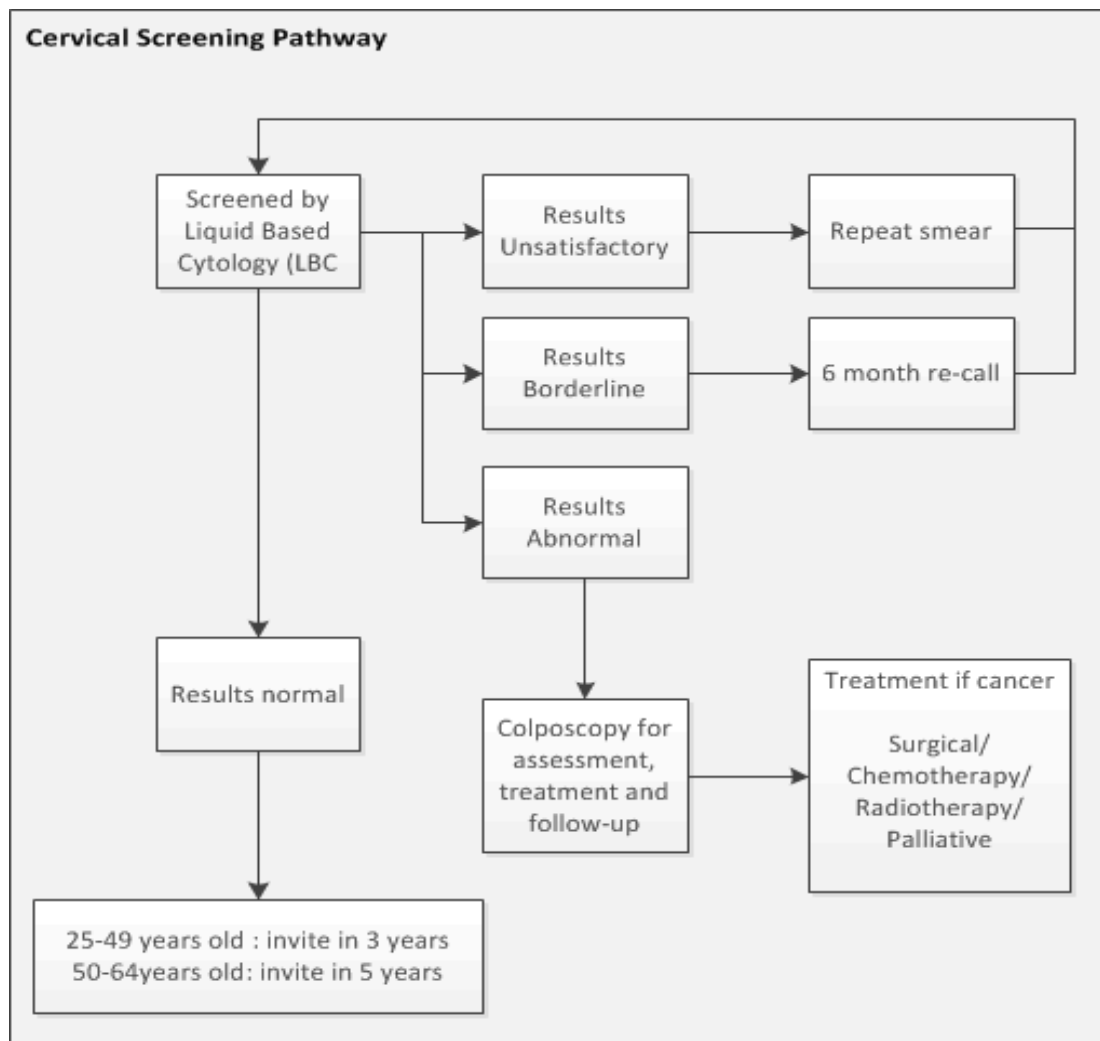 Cervical Screening Pathway
Screened by
Liquid Based
Cytology (LBC
Results
Unsatisfactory
Repeat smear
Results
Borderline
6 month re-call
Results
Abnormal
Results normal
Colposcopy for
assessment,
treatment and
follow-up
Treatment if cancer
Surgical/
Chemotherapy/
Radiotherapy/
Palliative
25-49 years old : invite in 3 years
50-64years old: invite in 5 years